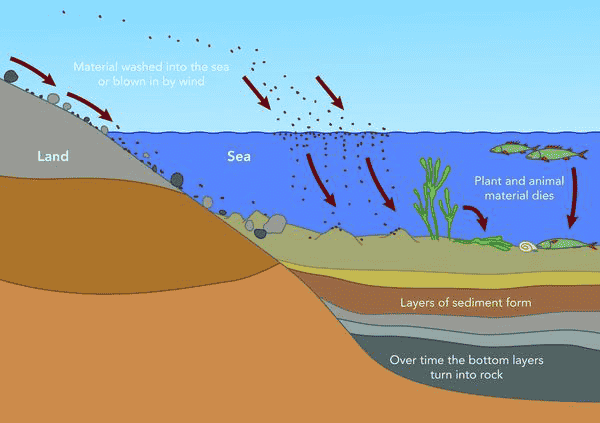 Material washed into the sea
or blown in by wind
Land
Sea
Plant and animal
material dies
Layers of sediment form
Over time the bottom layers
turn into rock